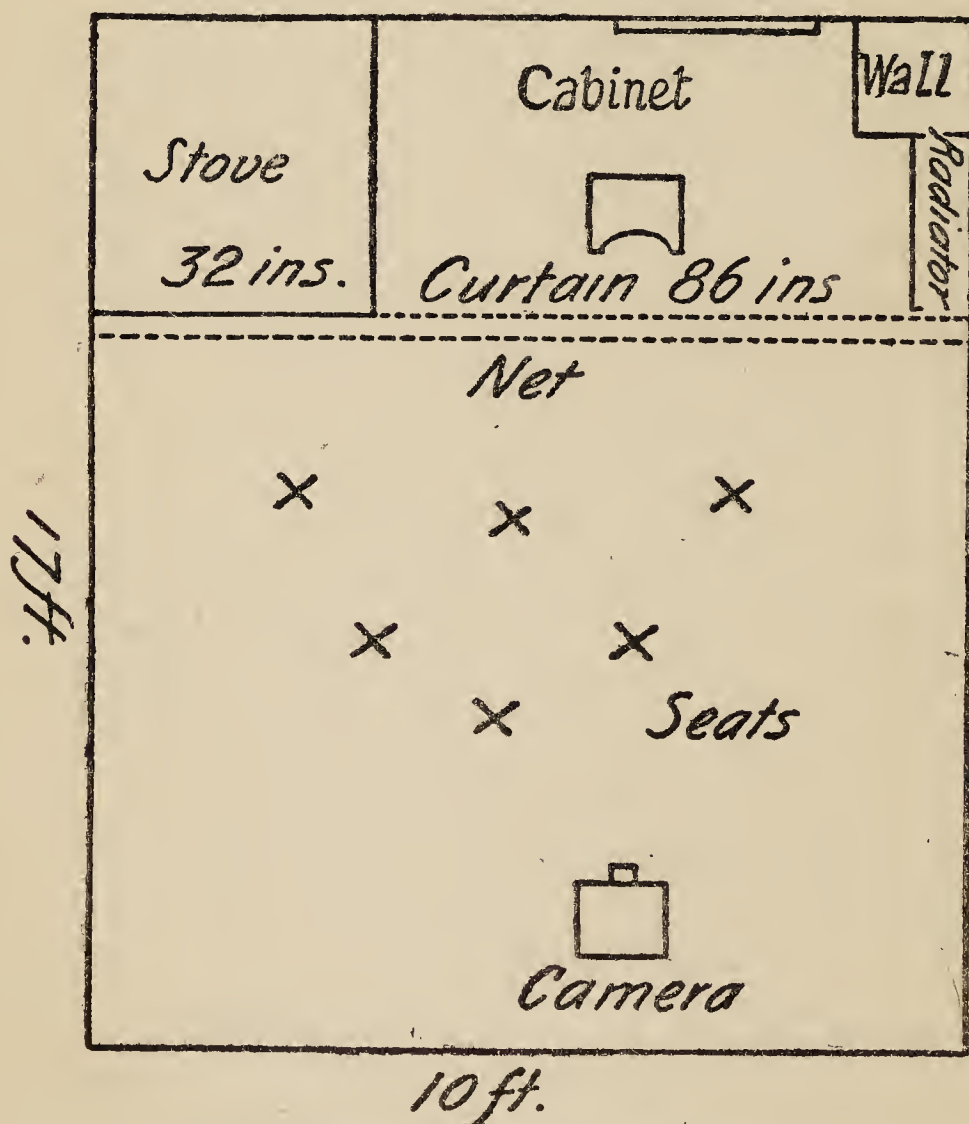 Cabinet
Wall
Stove
Radiator
32 ins.
Curtain 86 ins
Net
17ft.
Seats
Camera
10 ft.